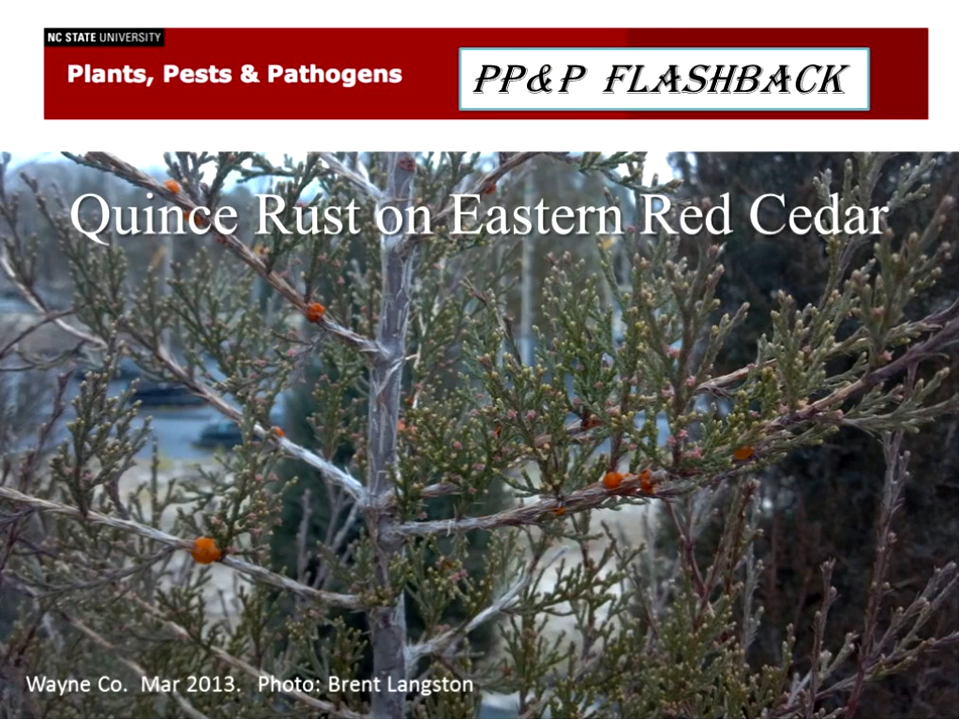 NC STATE UNIVERSITY
Plants, Pests & Pathogens
PP&P FLASHBACK
Quince Rust on Eastern Red Cedar
Wayne Co. Mar 2013. Photo: Brent Langston